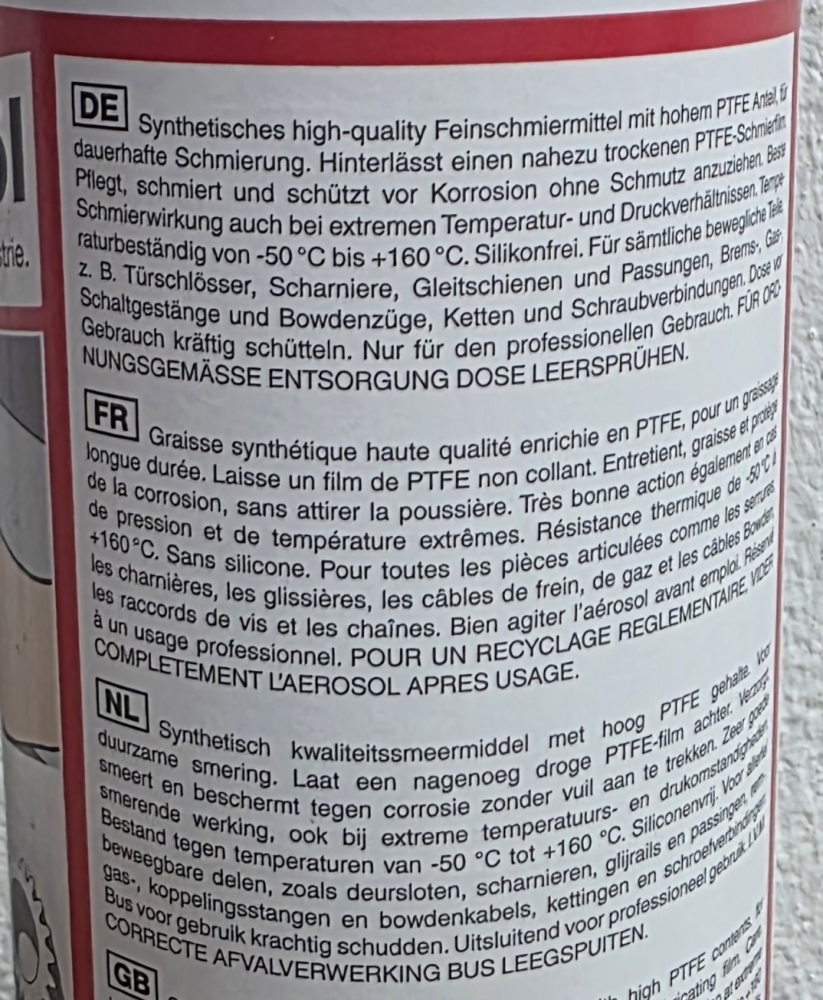 DE Synthetisches high-quality Feinschmiermittel mit hohem PTFE Anteil, für
dauerhafte Schmierung. Hinterlässt einen nahezu trockenen PTFE-Schmierfilm.
Pflegt, schmiert und schützt vor Korrosion ohne Schmutz anzuziehen. Beste
Schmierwirkung auch bei extremen Temperatur- und Druckverhältnissen. Tempe-
raturbeständig von -50 °C bis +160 °C. Silikonfrei. Für sämtliche bewegliche Teile
z. B. Türschlösser, Scharniere, Gleitschienen und Passungen, Brems-, Gas-,
Schaltgestänge und Bowdenzüge, Ketten und Schraubverbindungen. Dose vor
Gebrauch kräftig schütteln. Nur für den professionellen Gebrauch. FÜR ORD-
NUNGSGEMÄSSE ENTSORGUNG DOSE LEERSPRÜHEN.
FR Graisse synthétique haute qualité enrichie en PTFE, pour un graissage
longue durée. Laisse un film de PTFE non collant. Entretient, graisse et protège
de la corrosion, sans attirer la poussière. Très bonne action également en cas
de pression et de température extrêmes. Résistance thermique de -50°C à
+160°C. Sans silicone. Pour toutes les pièces articulées comme les serrures,
les charnières, les glissières, les câbles de frein, de gaz et les câbles Bowden,
les raccords de vis et les chaînes. Bien agiter l'aérosol avant emploi. Réservé
à un usage professionnel. POUR UN RECYCLAGE REGLEMENTAIRE, VIDER
COMPLETEMENT L'AEROSOL APRES USAGE.
NL Synthetisch kwaliteitssmeermiddel met hoog PTFE gehalte. Voor
duurzame smering. Laat een nagenoeg droge PTFE-film achter. Verzorgt,
smeert en beschermt tegen corrosie zonder vuil aan te trekken. Zeer goede
smerende werking, ook bij extreme temperatuurs- en drukomstandigheden.
Bestand tegen temperaturen van -50 °C tot +160 °C. Siliconenvrij. Voor allerlei
beweegbare delen, zoals deursloten, scharnieren, glijrails en passingen, rem-,
gas-, koppelingsstangen en bowdenkabels, kettingen en schroefverbindingen.
Bus voor gebruik krachtig schudden. Uitsluitend voor professioneel gebruik. I.V.M.
CORRECTE AFVALVERWERKING BUS LEEGSPUITEN.
GB high PTFE contents, for
film.
at extreme
trie.